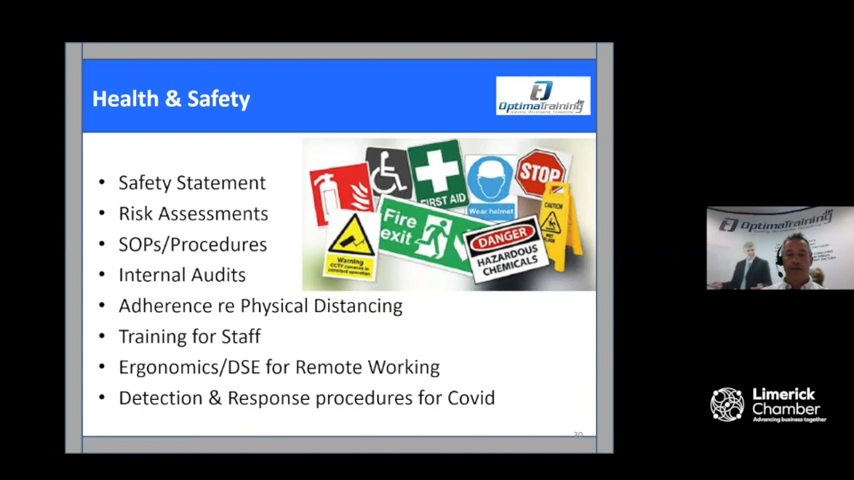 Health & Safety
OptimaTraining.ie
• Safety Statement
• Risk Assessments
• SOPs/Procedures
• Internal Audits
• Adherence re Physical Distancing
• Training for Staff
• Ergonomics/DSE for Remote Working
• Detection & Response procedures for Covid
FIRST AID
Wear helmet
STOP
CAUTION
Fire
exit
Warning
DANGER
HAZARDOUS
CHEMICALS
30
OptimaTraining
Limerick
Chamber
Advancing business together